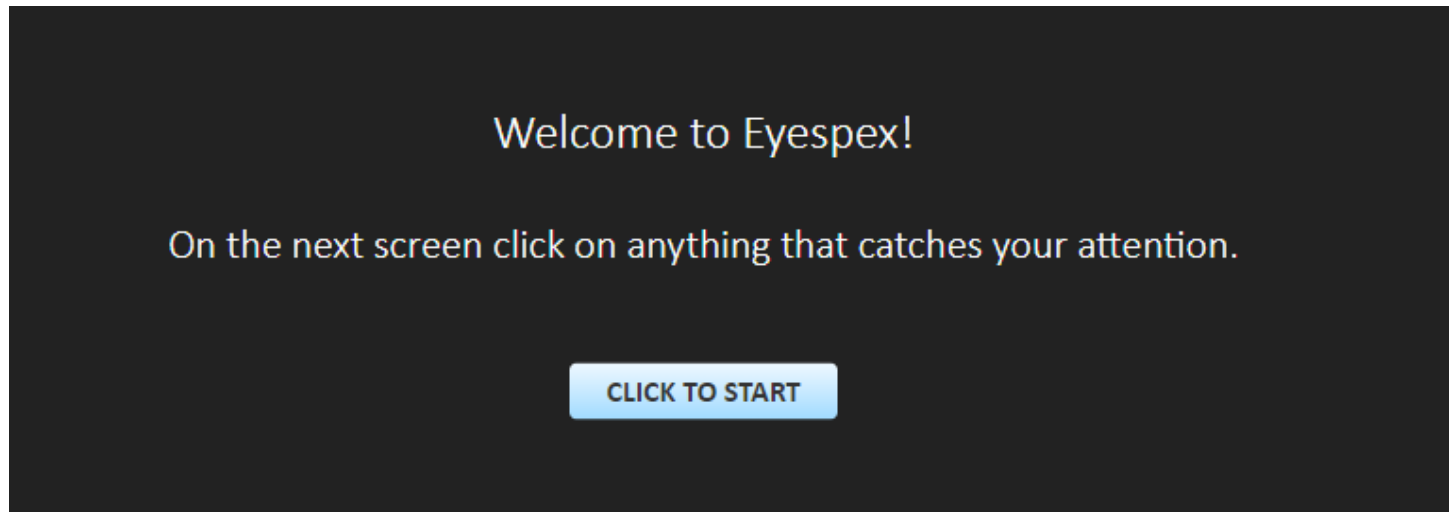 Welcome to Eyespex!
On the next screen click on anything that catches your attention.
CLICK TO START